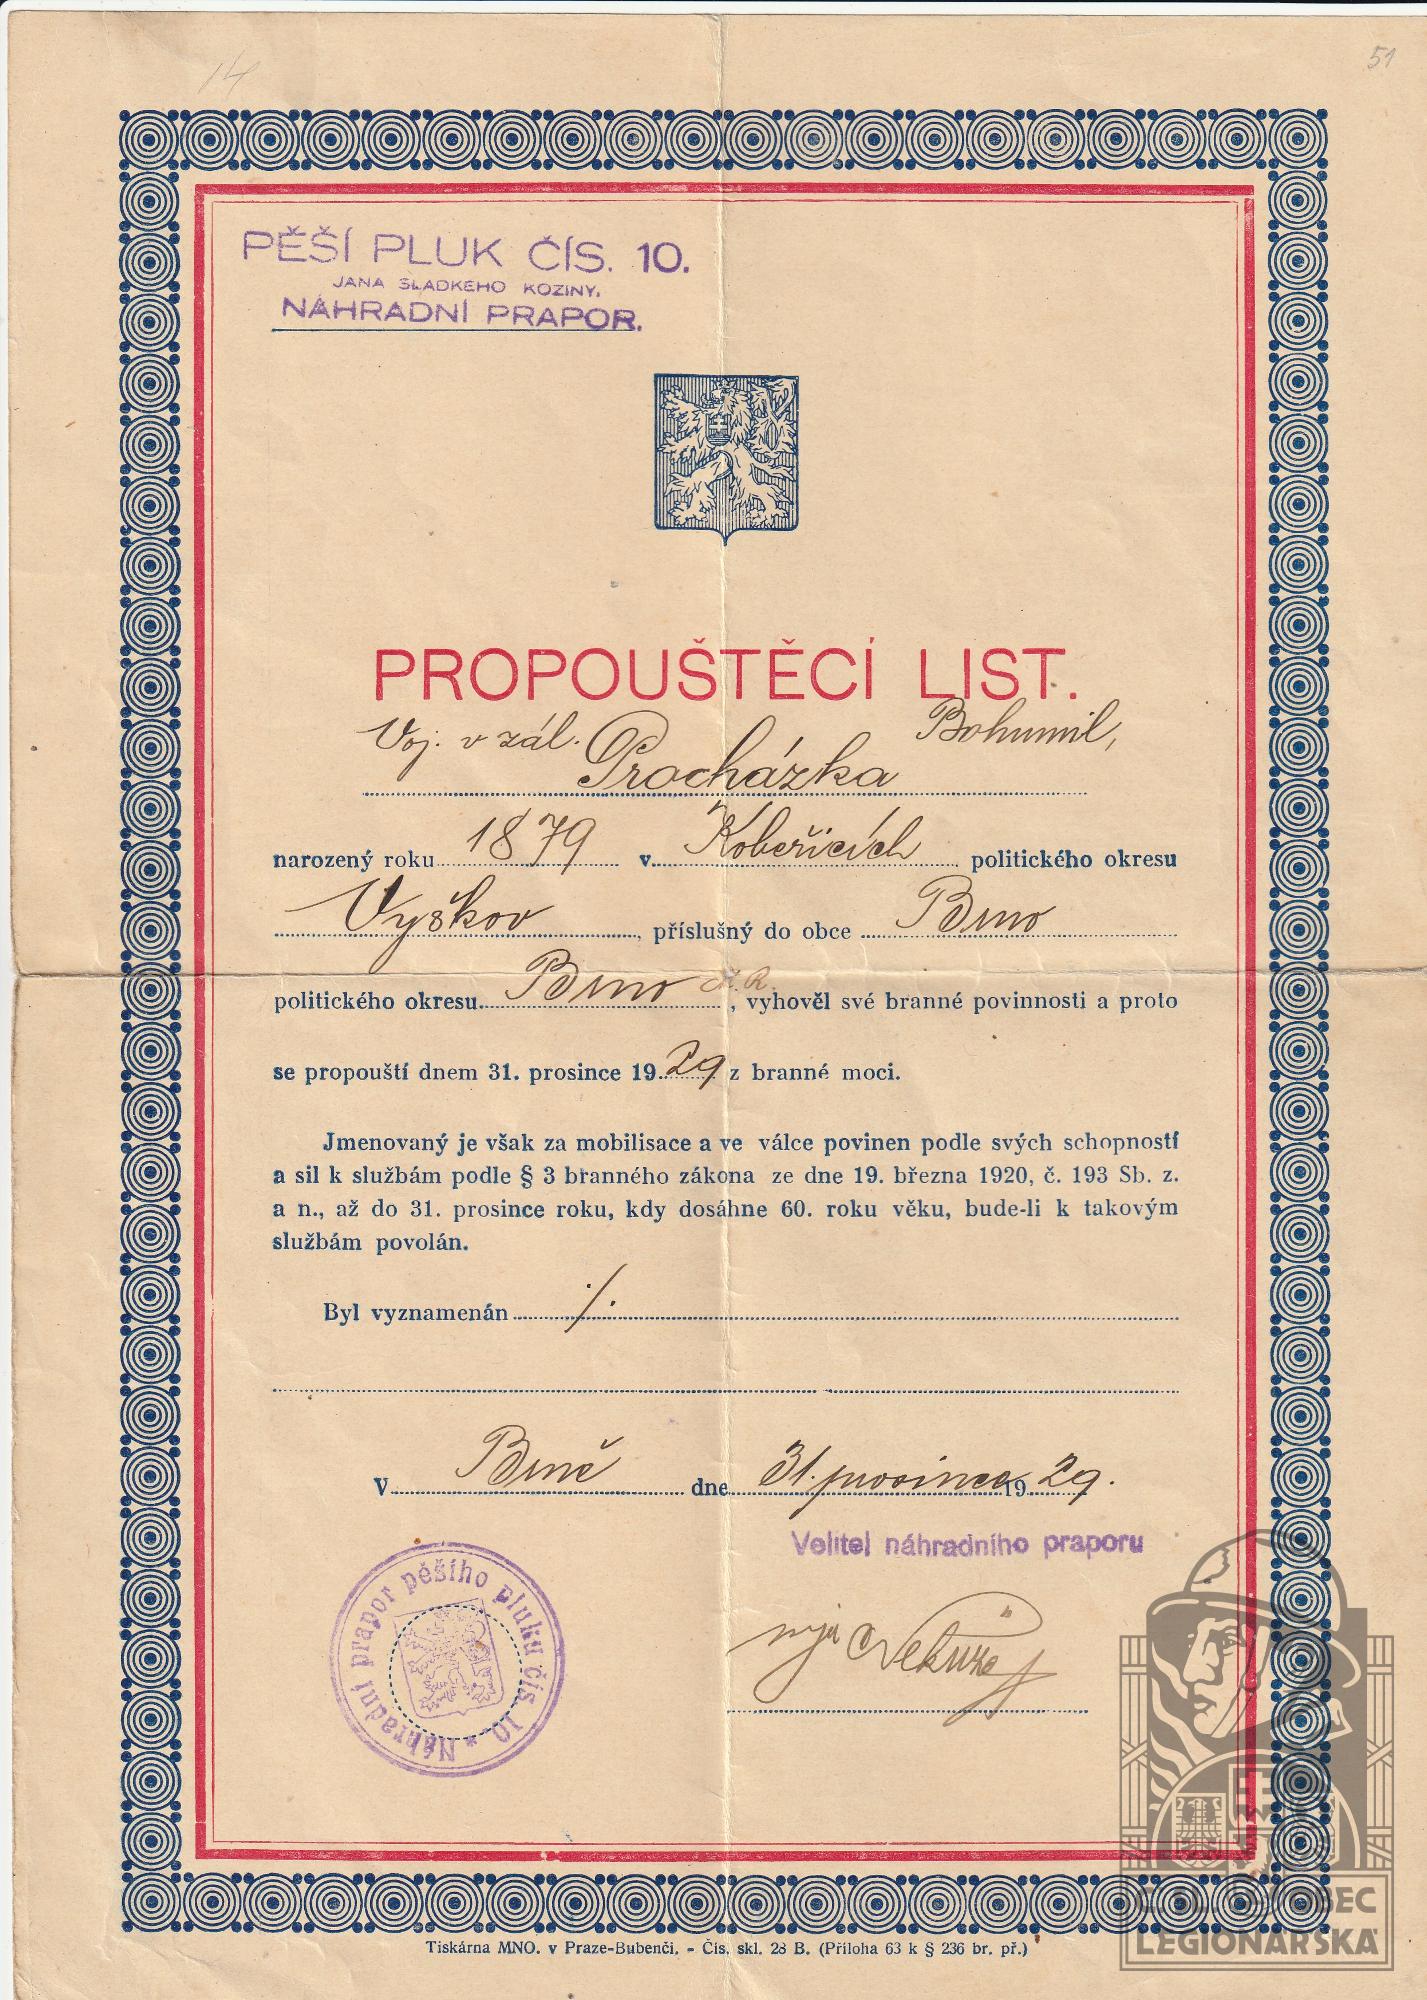 14
51
PĚŠÍ PLUK ČÍS. 10.
JANA SLADKÉHO KOZINY,
NÁHRADNÍ PRAPOR.
PROPOUŠTĚCÍ LIST.
Voj. v zál. Procházka Bohumil,
narozený roku 1879 v Kobeřicích politického okresu
Vyškov, příslušný do obce Brno
politického okresu Brno, vyhověl své branné povinnosti a proto
se propouští dnem 31. prosince 1929 z branné moci.
Jmenovaný je však za mobilisace a ve válce povinen podle svých schopností
a sil k službám podle § 3 branného zákona ze dne 19. března 1920, č. 193 Sb. z.
a n., až do 31. prosince roku, kdy dosáhne 60. roku věku, bude-li k takovým
službám povolán.
Byl vyznamenán ./.
V Brně dne 31. prosince 1929.
Velitel náhradního praporu
Náhradní prapor pěšího pluku čís. 10. *
ČSL. OBEC
LEGIONÁŘSKÁ
Tiskárna MNO. v Praze-Bubenči. - Čís. skl. 28 B. (Příloha 63 k § 236 br. př.)